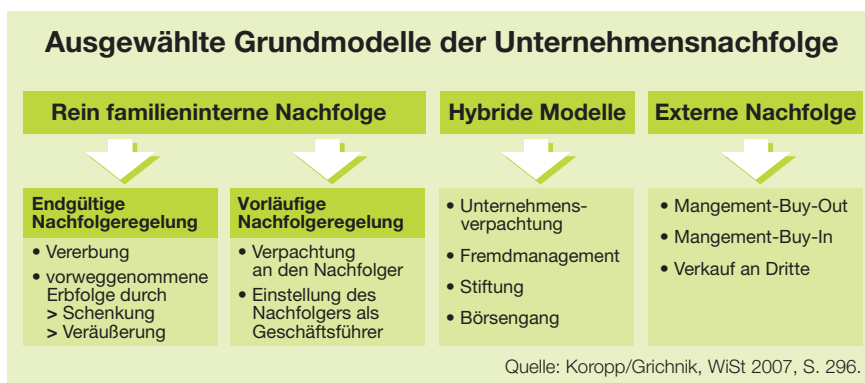 Ausgewählte Grundmodelle der Unternehmensnachfolge
Rein familieninterne Nachfolge
Endgültige
Nachfolgeregelung
• Vererbung
• vorweggenommene
Erbfolge durch
> Schenkung
> Veräußerung
Vorläufige
Nachfolgeregelung
• Verpachtung
an den Nachfolger
• Einstellung des
Nachfolgers als
Geschäftsführer
Hybride Modelle
• Unternehmens-
verpachtung
• Fremdmanagement
• Stiftung
• Börsengang
Externe Nachfolge
• Mangement-Buy-Out
• Mangement-Buy-In
• Verkauf an Dritte
Quelle: Koropp/Grichnik, WiSt 2007, S. 296.